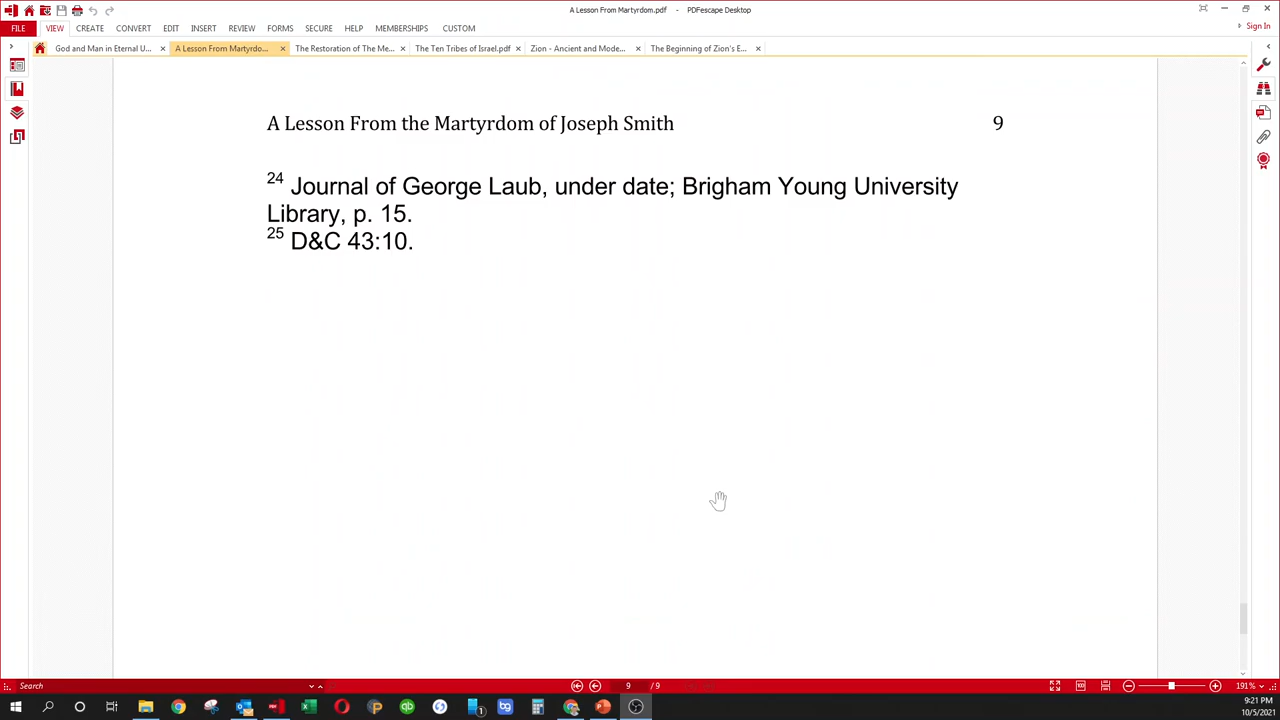 A Lesson From Martyrdom.pdf - PDFescape Desktop
FILE VIEW CREATE CONVERT EDIT INSERT REVIEW FORMS SECURE HELP MEMBERSHIPS CUSTOM Sign In
God and Man in Eternal U... A Lesson From Martyrdo... The Restoration of The Me... The Ten Tribes of Israel.pdf Zion - Ancient and Mode... The Beginning of Zion's E...
A Lesson From the Martyrdom of Joseph Smith 9
24 Journal of George Laub, under date; Brigham Young University
Library, p. 15.
25 D&C 43:10.
Search 9 / 9 191%
9:21 PM
10/5/2021